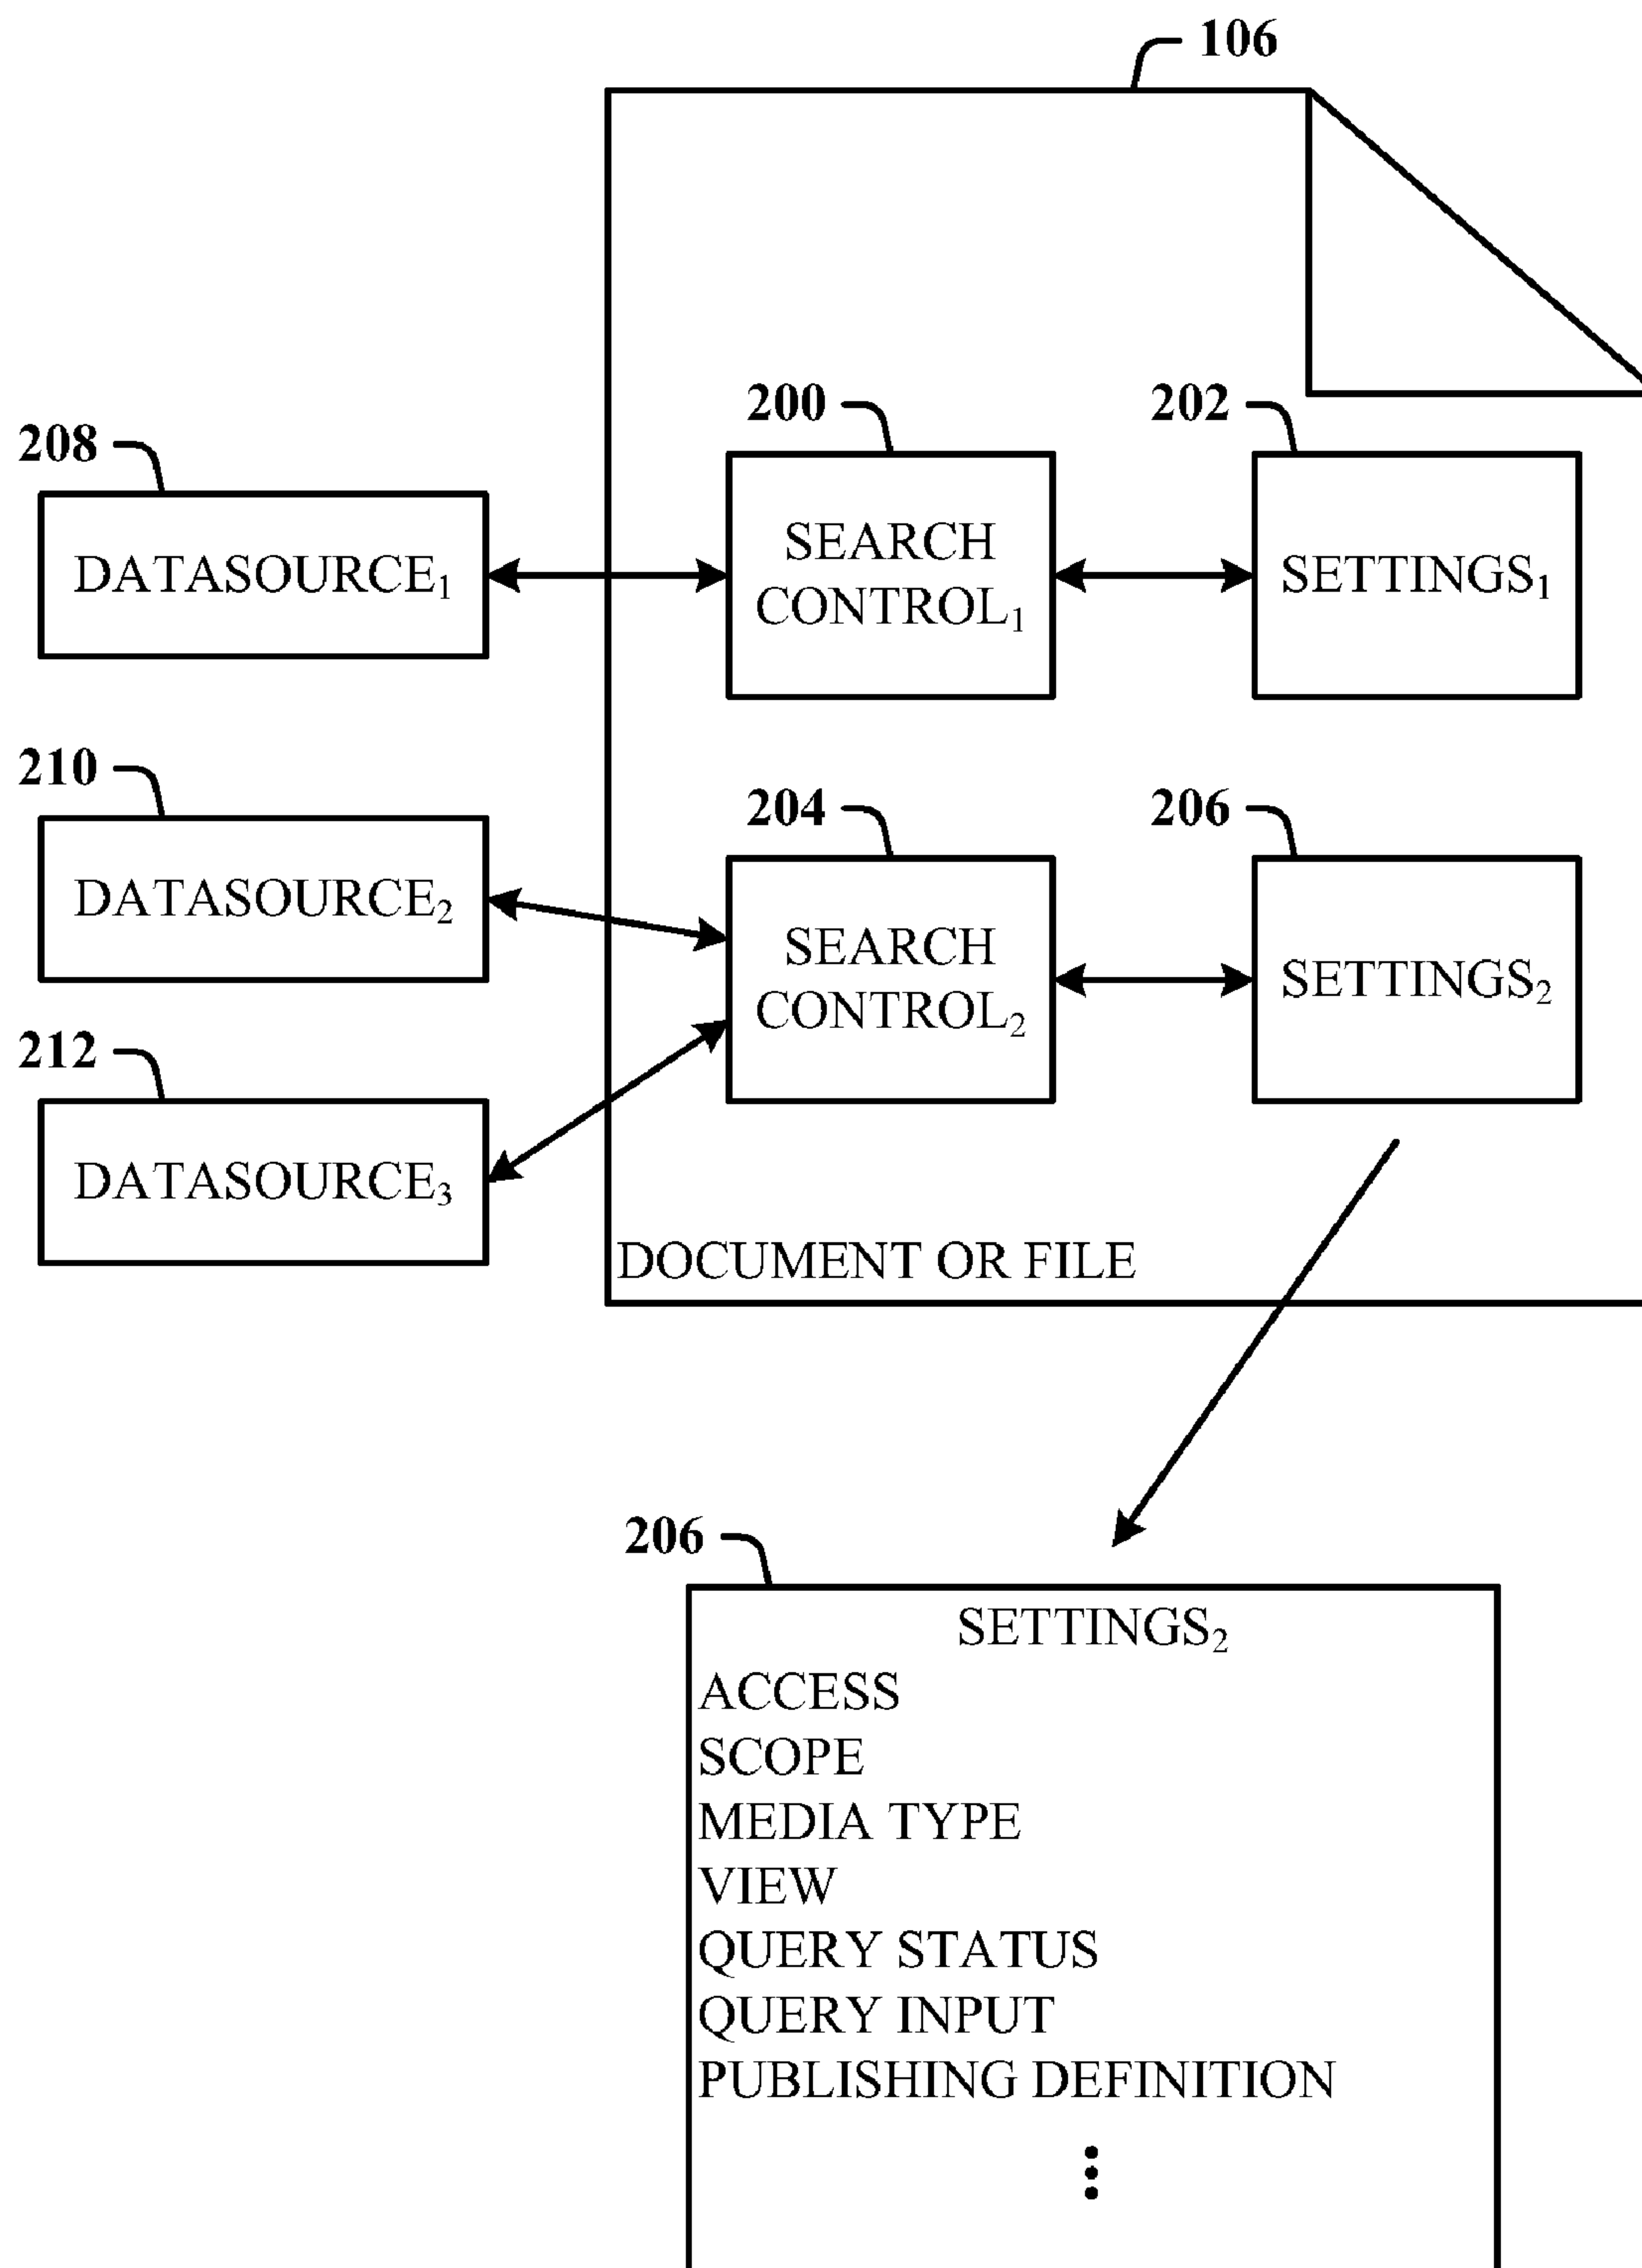 106
200
202
208
SEARCH
DATASOURCE₁
SETTINGS₁
CONTROL₁
210
204
206
DATASOURCE₂
SEARCH
SETTINGS₂
CONTROL₂
212
DATASOURCE₃
DOCUMENT OR FILE
206
SETTINGS₂
ACCESS
SCOPE
MEDIA TYPE
VIEW
QUERY STATUS
QUERY INPUT
PUBLISHING DEFINITION